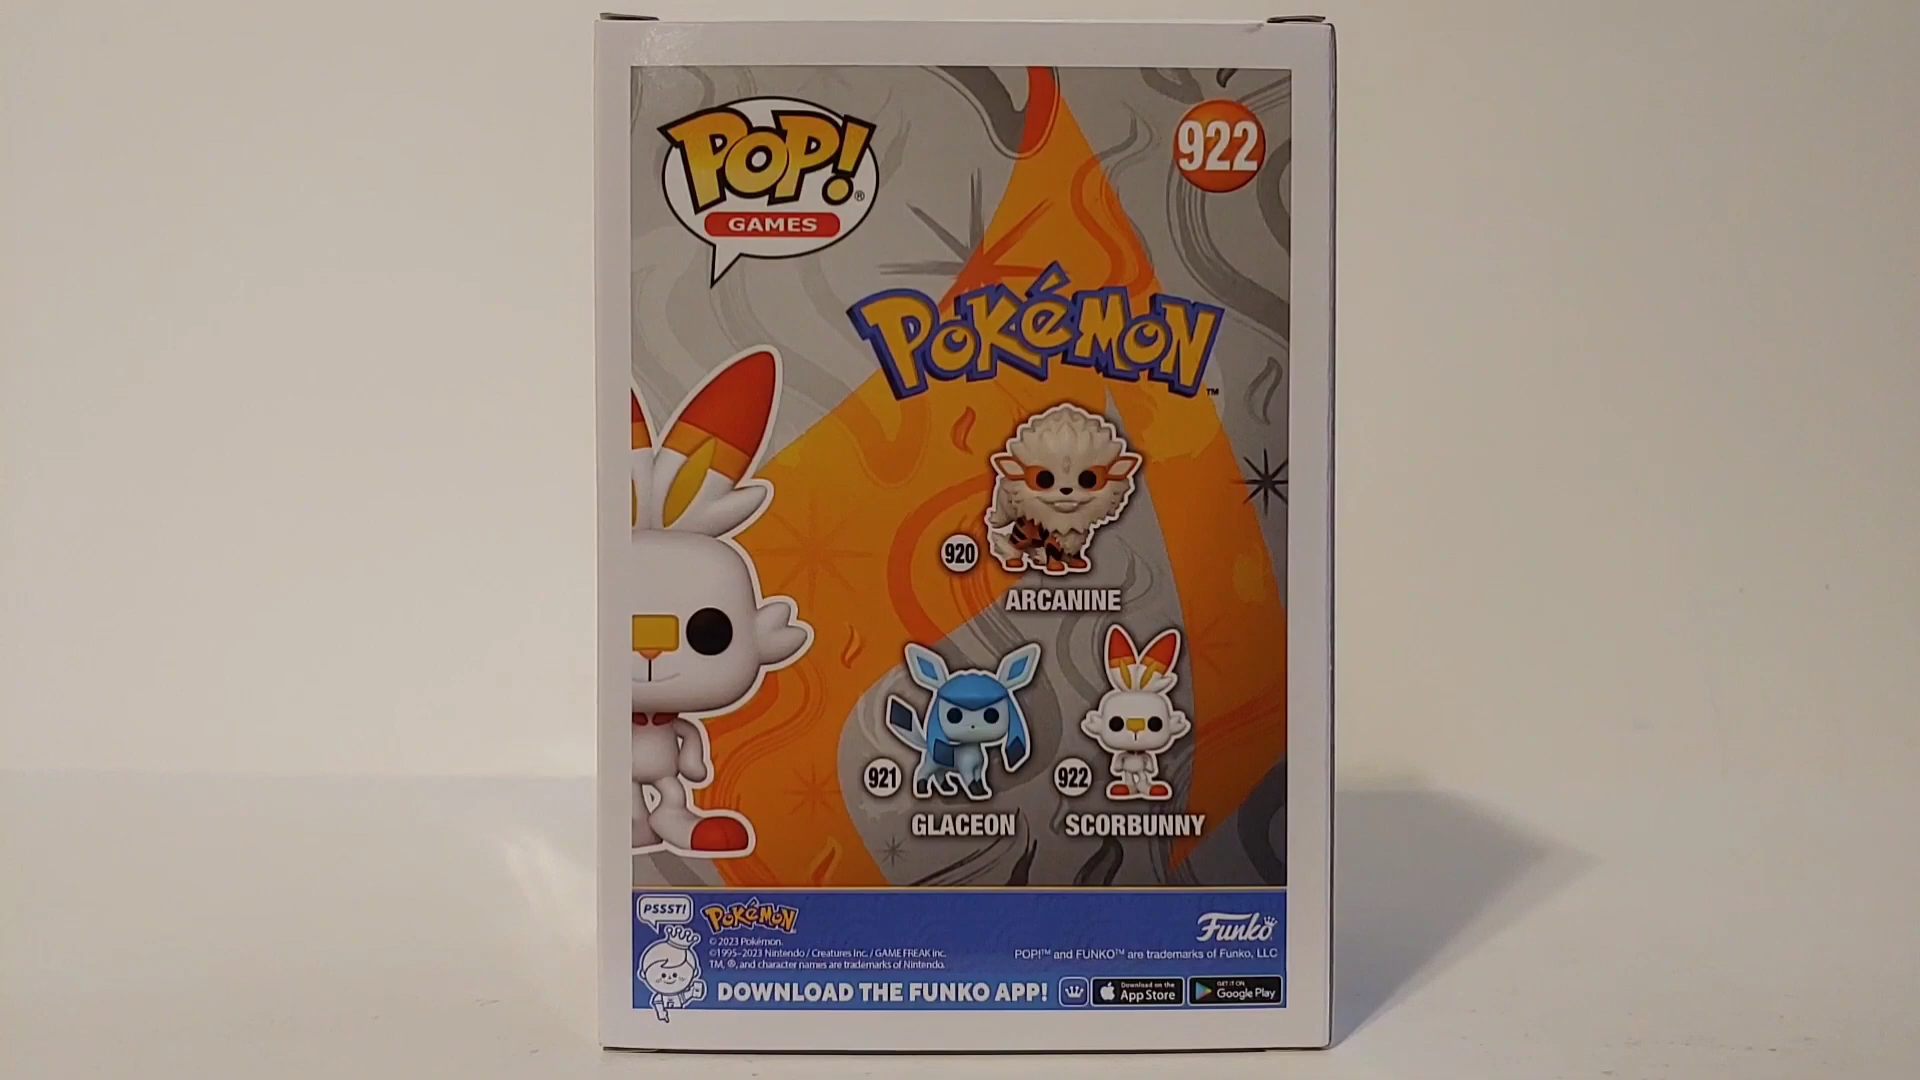 POP!®
GAMES
922
POKéMON™
920
ARCANINE
921
GLACEON
922
SCORBUNNY
PSSST!
POKéMON
© 2023 Pokémon.
©1995–2023 Nintendo / Creatures Inc. / GAME FREAK inc.
TM, ®, and character names are trademarks of Nintendo.
Funko
POP!™ and FUNKO™ are trademarks of Funko, LLC
DOWNLOAD THE FUNKO APP!
Download on the
App Store
GET IT ON
Google Play